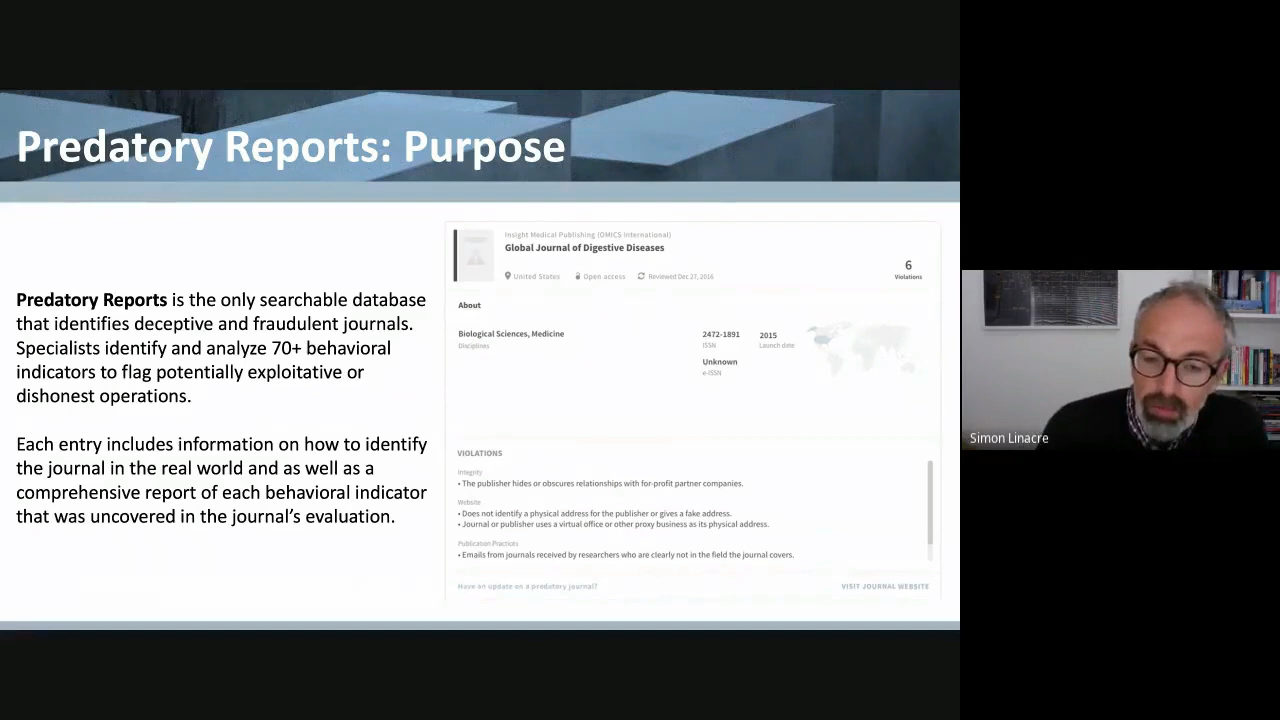 Predatory Reports: Purpose
Predatory Reports is the only searchable database
that identifies deceptive and fraudulent journals.
Specialists identify and analyze 70+ behavioral
indicators to flag potentially exploitative or
dishonest operations.
Each entry includes information on how to identify
the journal in the real world and as well as a
comprehensive report of each behavioral indicator
that was uncovered in the journal's evaluation.
Insight Medical Publishing (OMICS International)
Global Journal of Digestive Diseases
United States Open access Reviewed Dec 27, 2016
6
Violations
About
Biological Sciences, Medicine
Disciplines
2472-1891 2015
ISSN Launch date
Unknown
e-ISSN
VIOLATIONS
Integrity
• The publisher hides or obscures relationships with for-profit partner companies.
Website
• Does not identify a physical address for the publisher or gives a fake address.
• Journal or publisher uses a virtual office or other proxy business as its physical address.
Publication Practices
• Emails from journals received by researchers who are clearly not in the field the journal covers.
Have an update on a predatory journal? VISIT JOURNAL WEBSITE
Simon Linacre